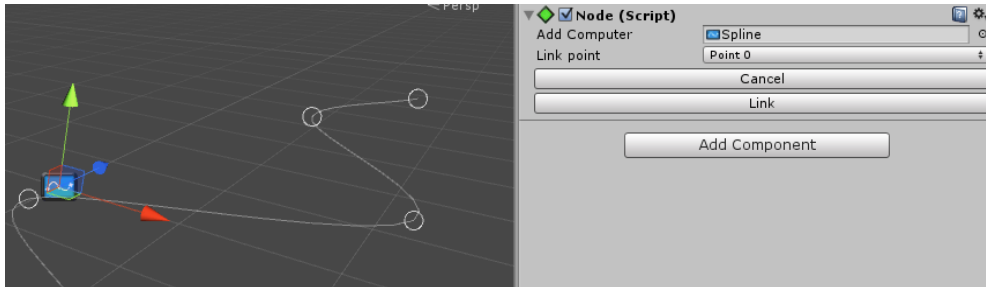 < Persp
Node (Script)
Add Computer Spline
Link point Point 0
Cancel
Link
Add Component